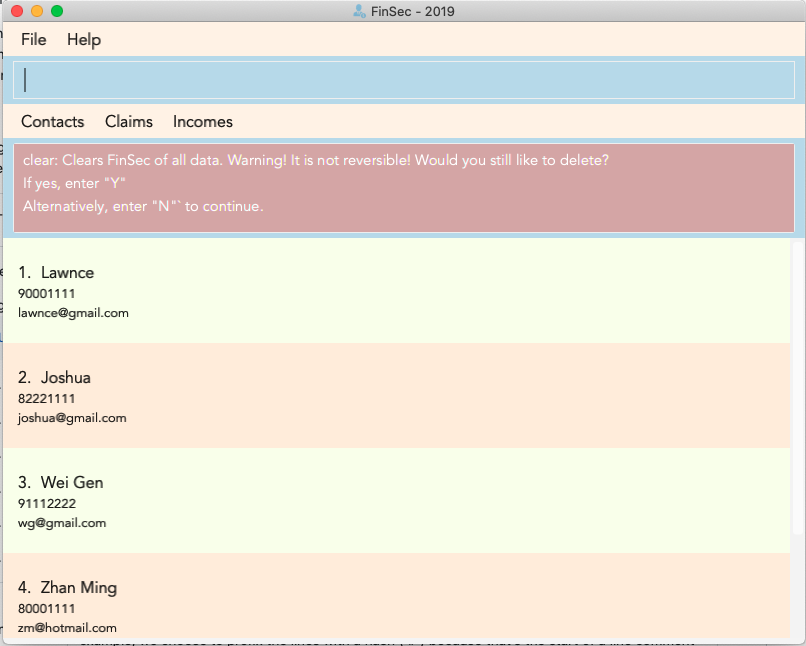 FinSec - 2019
File Help
Contacts Claims Incomes
clear: Clears FinSec of all data. Warning! It is not reversible! Would you still like to delete?
If yes, enter "Y"
Alternatively, enter "N"` to continue.
1. Lawnce
90001111
lawnce@gmail.com
2. Joshua
82221111
joshua@gmail.com
3. Wei Gen
91112222
wg@gmail.com
4. Zhan Ming
80001111
zm@hotmail.com